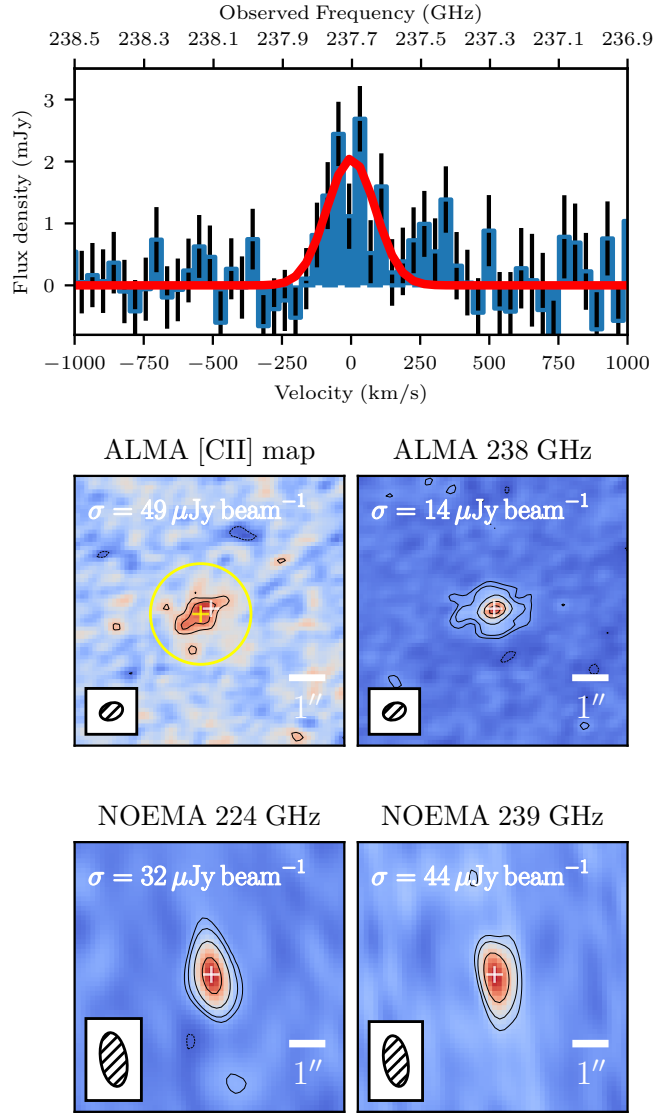 Observed Frequency (GHz)
238.5 238.3 238.1 237.9 237.7 237.5 237.3 237.1 236.9
Flux density (mJy)
3
2
1
0
−1000 −750 −500 −250 0 250 500 750 1000
Velocity (km/s)
ALMA [CII] map
σ = 49 μJy beam⁻¹
1″
ALMA 238 GHz
σ = 14 μJy beam⁻¹
1″
NOEMA 224 GHz
σ = 32 μJy beam⁻¹
1″
NOEMA 239 GHz
σ = 44 μJy beam⁻¹
1″